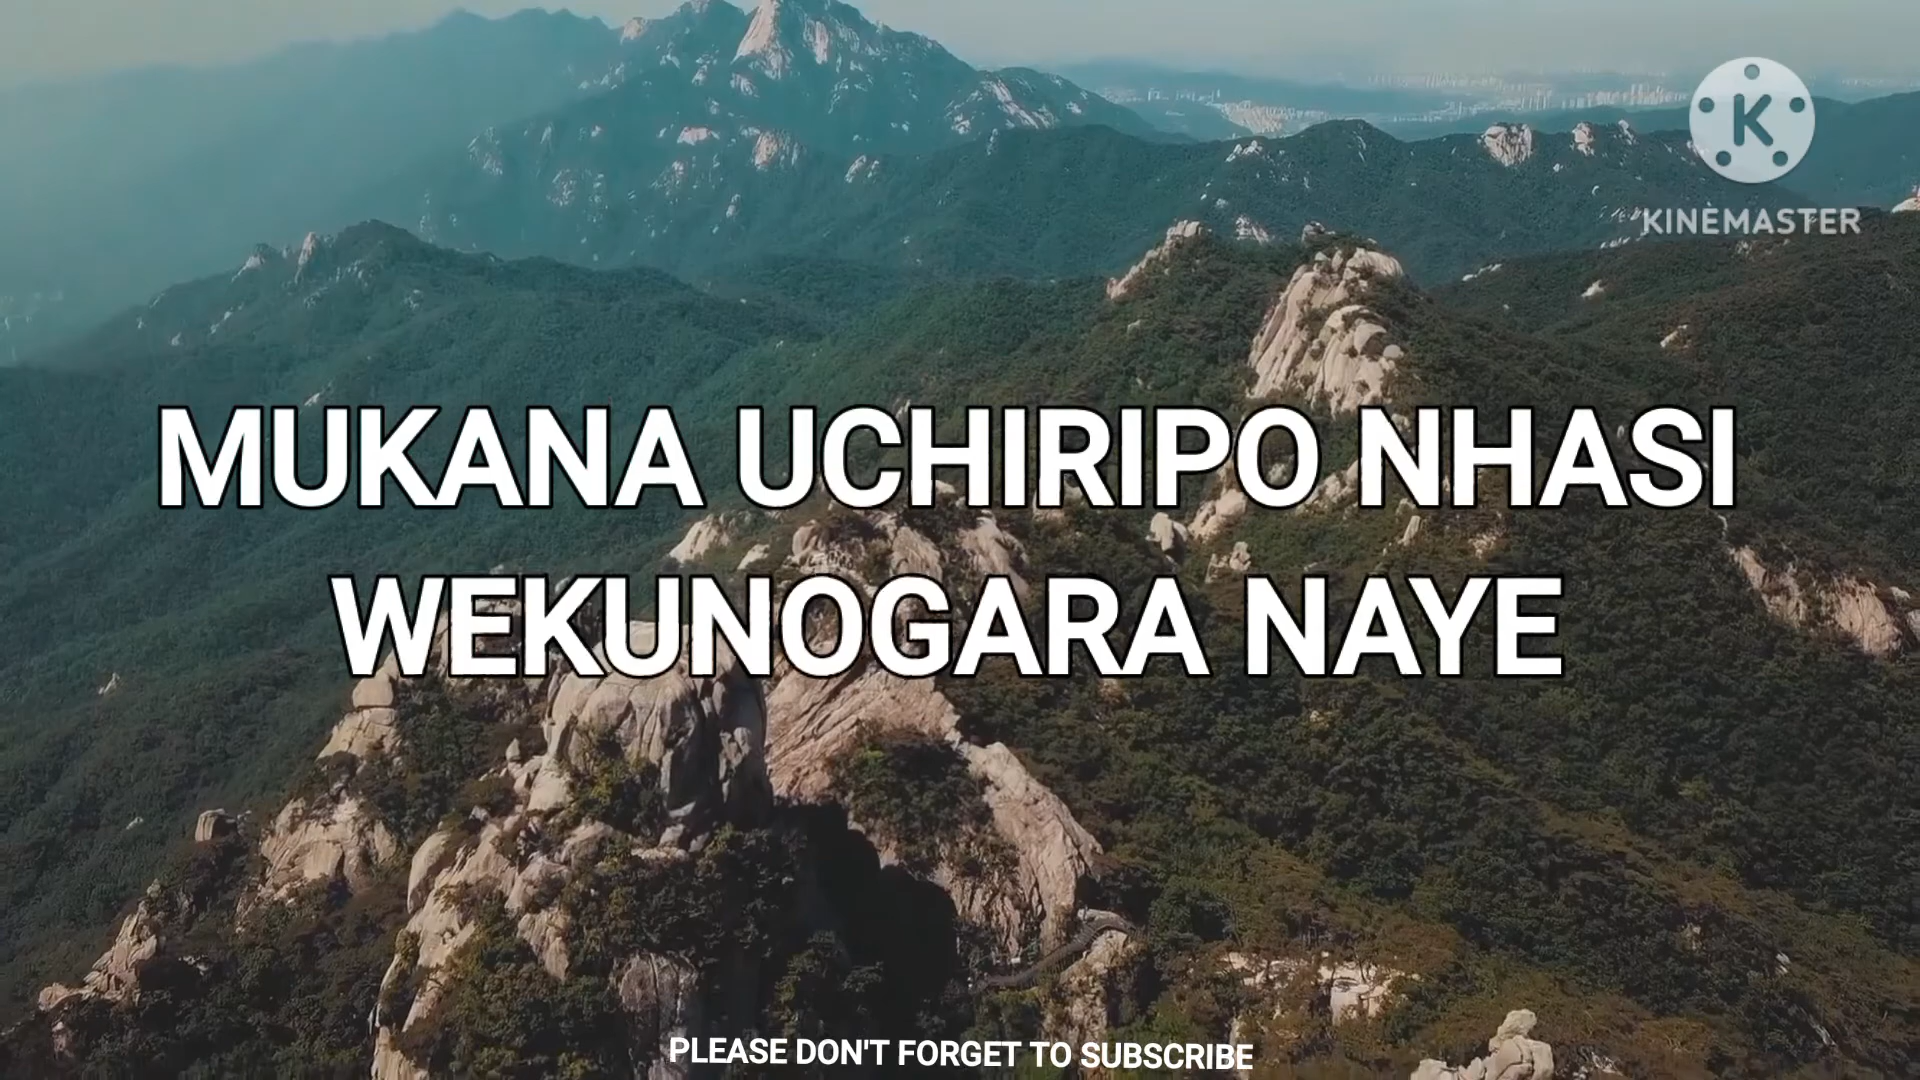 K
KINEMASTER
MUKANA UCHIRIPO NHASI
WEKUNOGARA NAYE
PLEASE DON'T FORGET TO SUBSCRIBE